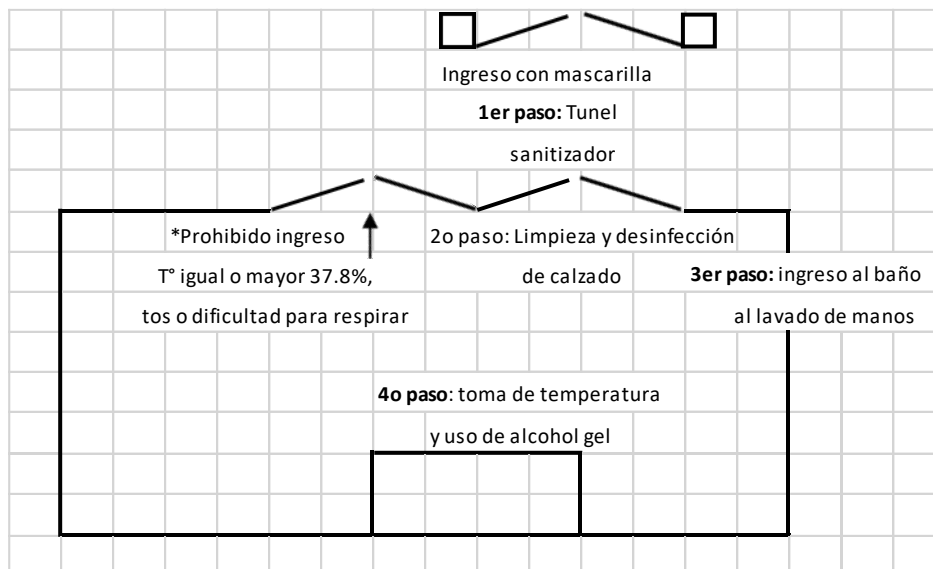 Ingreso con mascarilla
1er paso: Tunel
sanitizador
*Prohibido ingreso
T° igual o mayor 37.8%,
tos o dificultad para respirar
2o paso: Limpieza y desinfección
de calzado
3er paso: ingreso al baño
al lavado de manos
4o paso: toma de temperatura
y uso de alcohol gel